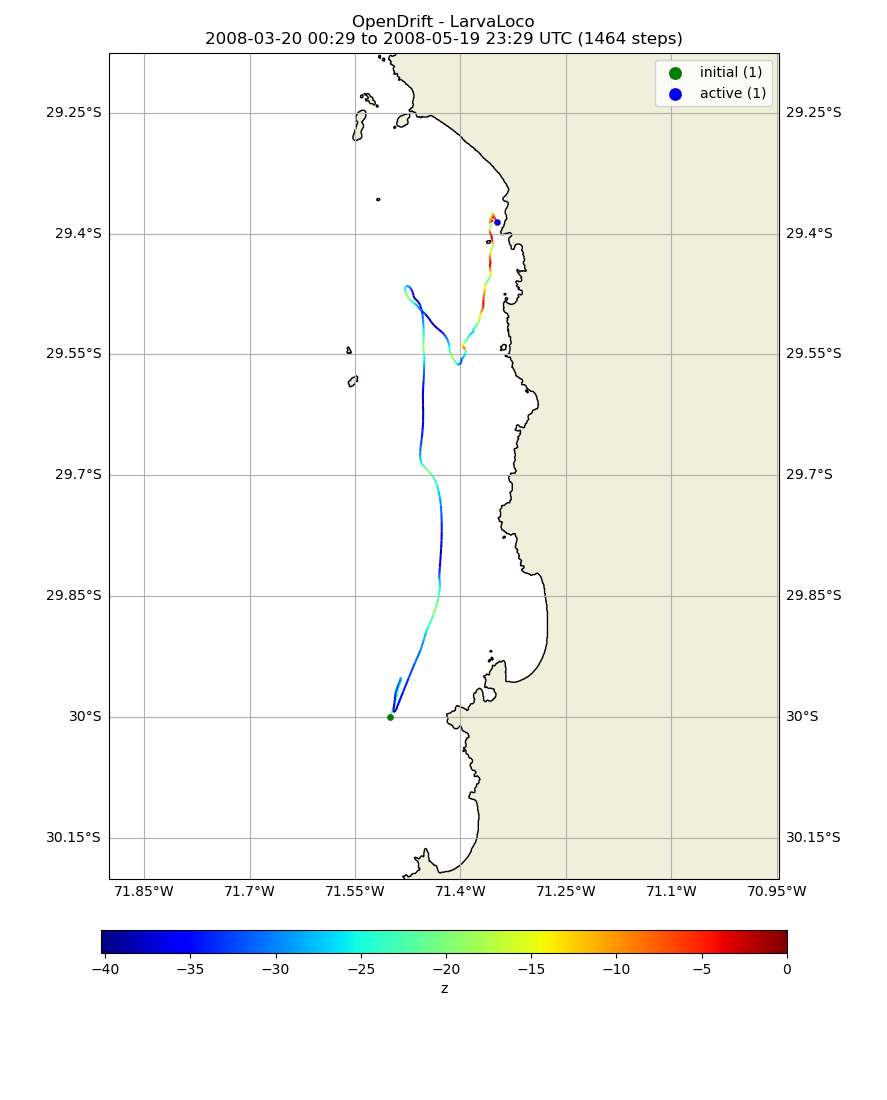 OpenDrift - LarvaLoco
2008-03-20 00:29 to 2008-05-19 23:29 UTC (1464 steps)
initial (1)
active (1)
29.25°S 29.25°S
29.4°S 29.4°S
29.55°S 29.55°S
29.7°S 29.7°S
29.85°S 29.85°S
30°S 30°S
30.15°S 30.15°S
71.85°W 71.7°W 71.55°W 71.4°W 71.25°W 71.1°W 70.95°W
−40 −35 −30 −25 −20 −15 −10 −5 0
z